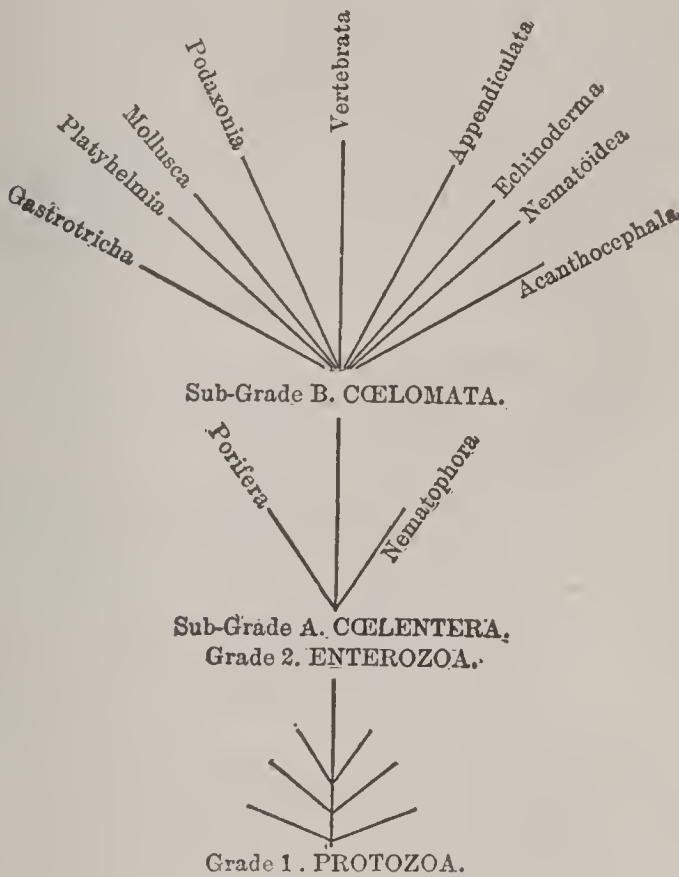 Gastrotricha
Platyhelmia
Mollusca
Podaxonia
Vertebrata
Appendiculata
Echinoderma
Nematoidea
Acanthocephala
Sub-Grade B. CŒLOMATA.
Porifera
Nematophora
Sub-Grade A. CŒLENTERA.
Grade 2. ENTEROZOA.
Grade 1. PROTOZOA.